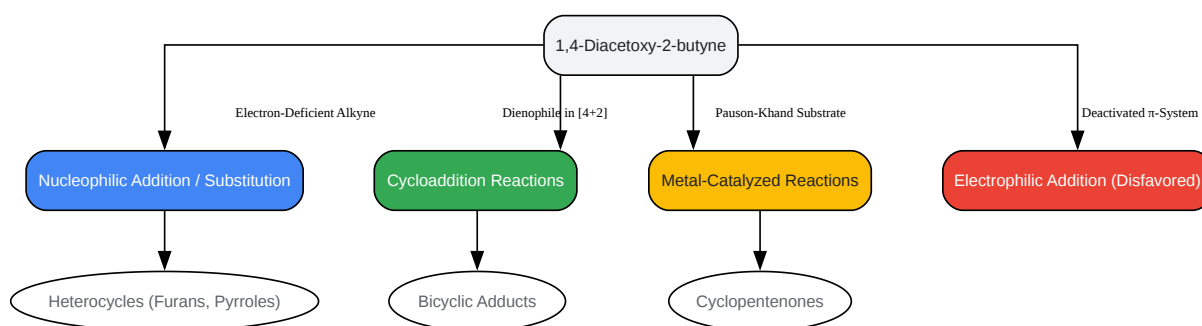 1,4-Diacetoxy-2-butyne
Electron-Deficient Alkyne
Dienophile in [4+2]
Pauson-Khand Substrate
Deactivated π-System
Nucleophilic Addition / Substitution
Cycloaddition Reactions
Metal-Catalyzed Reactions
Electrophilic Addition (Disfavored)
Heterocycles (Furans, Pyrroles)
Bicyclic Adducts
Cyclopentenones